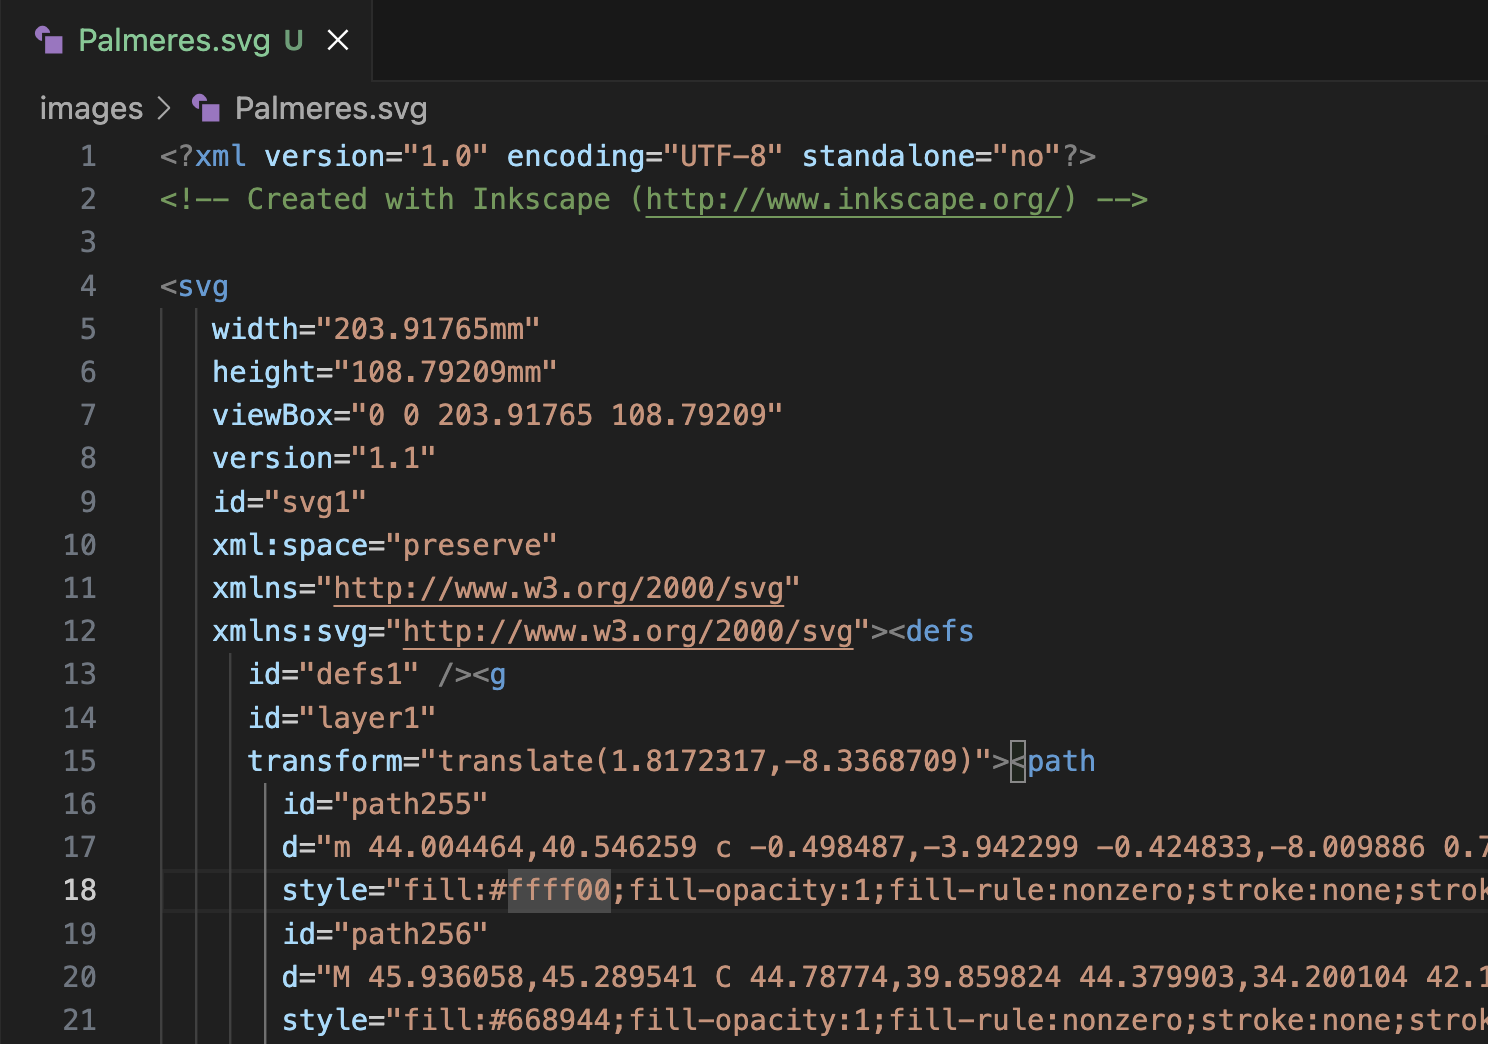 Palmeres.svg U
images > Palmeres.svg
1 <?xml version="1.0" encoding="UTF-8" standalone="no"?>
2 <!-- Created with Inkscape (http://www.inkscape.org/) -->
3
4 <svg
5 width="203.91765mm"
6 height="108.79209mm"
7 viewBox="0 0 203.91765 108.79209"
8 version="1.1"
9 id="svg1"
10 xml:space="preserve"
11 xmlns="http://www.w3.org/2000/svg"
12 xmlns:svg="http://www.w3.org/2000/svg"><defs
13 id="defs1" /><g
14 id="layer1"
15 transform="translate(1.8172317,-8.3368709)"><path
16 id="path255"
17 d="m 44.004464,40.546259 c -0.498487,-3.942299 -0.424833,-8.009886 0.7
18 style="fill:#ffff00;fill-opacity:1;fill-rule:nonzero;stroke:none;strok
19 id="path256"
20 d="M 45.936058,45.289541 C 44.78774,39.859824 44.379903,34.200104 42.1
21 style="fill:#668944;fill-opacity:1;fill-rule:nonzero;stroke:none;strok